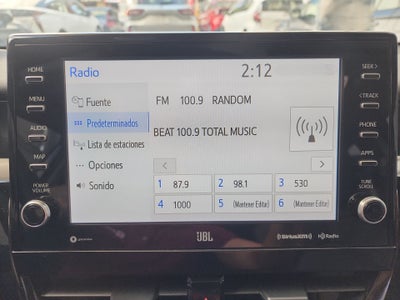 Radio
2:12
HOME
MENU
AUDIO
MAP
POWER
VOLUME
Fuente
Predeterminados
Lista de estaciones
Opciones
Sonido
FM 100.9 RANDOM
BEAT 100.9 TOTAL MUSIC
1 87.9
2 98.1
3 530
4 1000
5 (Mantener Editar)
6 (Mantener Editar)
SEEK >
< TRACK
PHONE
APPS
TUNE
SCROLL
JBL
SiriusXM
HD Radio